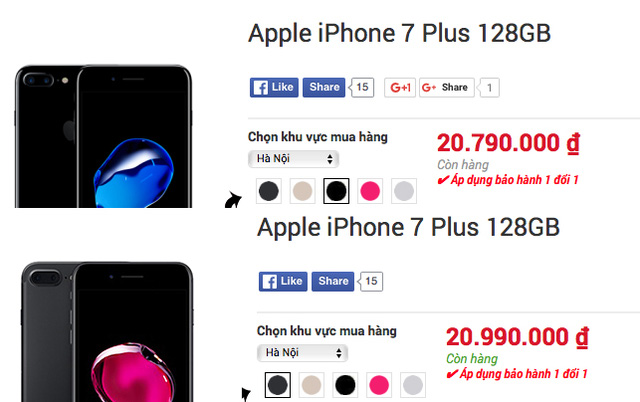 Apple iPhone 7 Plus 128GB
Like Share 15 G+1 G+ Share 1
Chọn khu vực mua hàng
20.790.000 ₫
Hà Nội
Còn hàng
✔ Áp dụng bảo hành 1 đổi 1
Apple iPhone 7 Plus 128GB
Like Share 15
Chọn khu vực mua hàng
20.990.000 ₫
Hà Nội
Còn hàng
✔ Áp dụng bảo hành 1 đổi 1